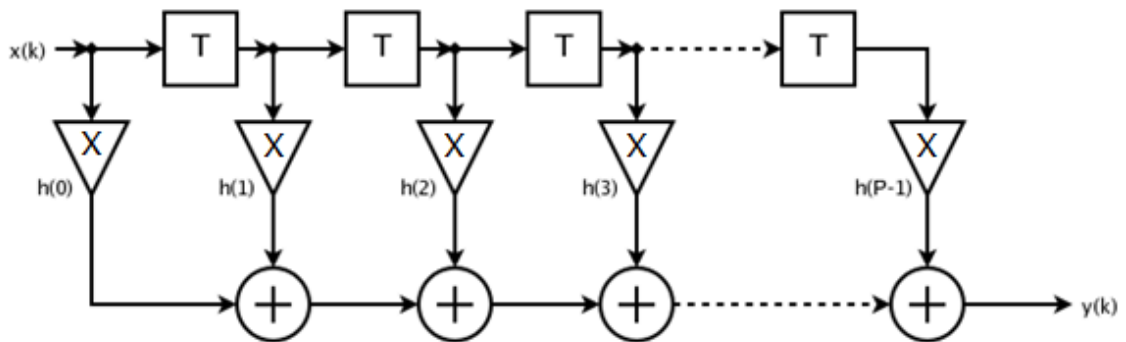 x(k) T T T T
X X X X X
h(0) h(1) h(2) h(3) h(P-1)
+ + + + y(k)